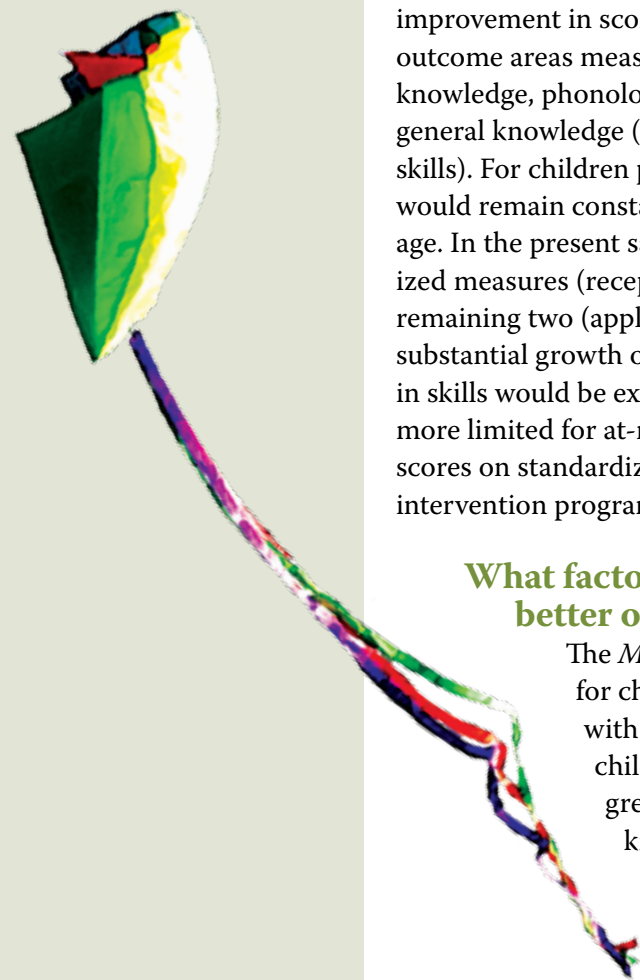 improvement in sco
outcome areas meas
knowledge, phonolo
general knowledge (
skills). For children p
would remain consta
age. In the present s
ized measures (recep
remaining two (appl
substantial growth o
in skills would be ex
more limited for at-r
scores on standardiz
intervention program
What facto
better o
The M
for ch
with
chil
gre
k